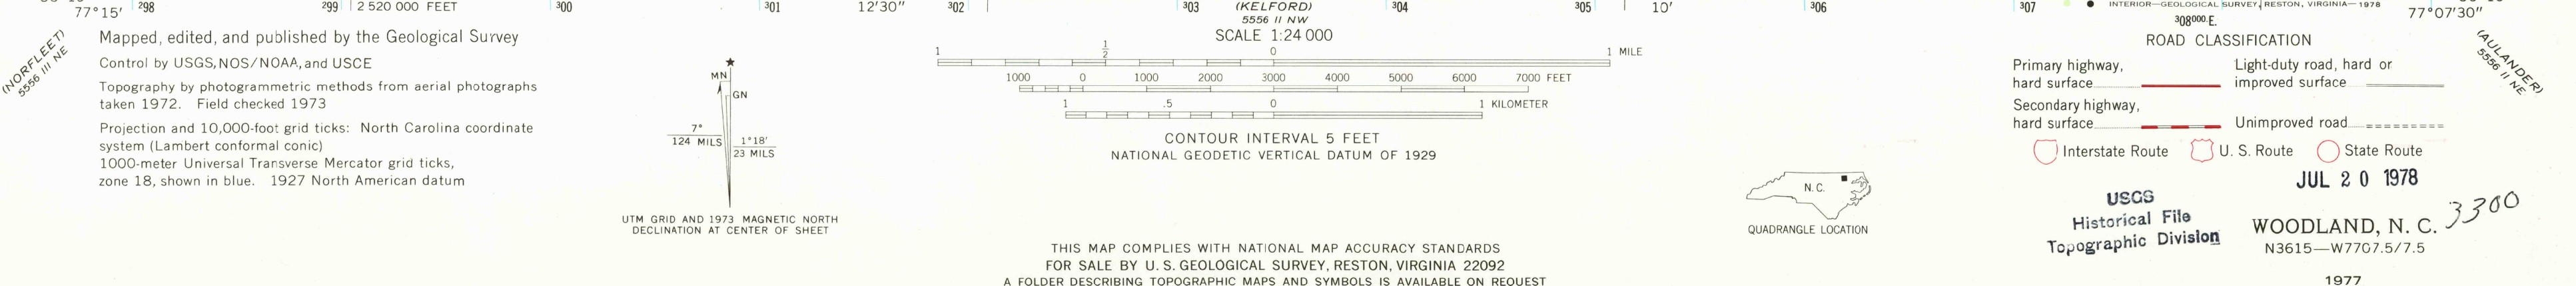 77°15′ 298 299 2 520 000 FEET 300 301 12′30″ 302 303 (KELFORD) 304 305 10′ 306 307 INTERIOR—GEOLOGICAL SURVEY, RESTON, VIRGINIA—1978 77°07′30″
5556 II NW
308000.E.
(NORFLEET)
5556 III NE
Mapped, edited, and published by the Geological Survey
Control by USGS, NOS/NOAA, and USCE
Topography by photogrammetric methods from aerial photographs
taken 1972. Field checked 1973
Projection and 10,000-foot grid ticks: North Carolina coordinate
system (Lambert conformal conic)
1000-meter Universal Transverse Mercator grid ticks,
zone 18, shown in blue. 1927 North American datum
★
MN
GN
7°
124 MILS
1°18′
23 MILS
UTM GRID AND 1973 MAGNETIC NORTH
DECLINATION AT CENTER OF SHEET
SCALE 1:24 000
1 1/2 0 1 MILE
1000 0 1000 2000 3000 4000 5000 6000 7000 FEET
1 .5 0 1 KILOMETER
CONTOUR INTERVAL 5 FEET
NATIONAL GEODETIC VERTICAL DATUM OF 1929
THIS MAP COMPLIES WITH NATIONAL MAP ACCURACY STANDARDS
FOR SALE BY U. S. GEOLOGICAL SURVEY, RESTON, VIRGINIA 22092
A FOLDER DESCRIBING TOPOGRAPHIC MAPS AND SYMBOLS IS AVAILABLE ON REQUEST
N. C.
QUADRANGLE LOCATION
ROAD CLASSIFICATION
Primary highway,
hard surface
Light-duty road, hard or
improved surface
Secondary highway,
hard surface
Unimproved road
Interstate Route U. S. Route State Route
(AULANDER)
5556 II NE
JUL 20 1978
USGS
Historical File
Topographic Division
WOODLAND, N. C.
3300
N3615—W7707.5/7.5
1977